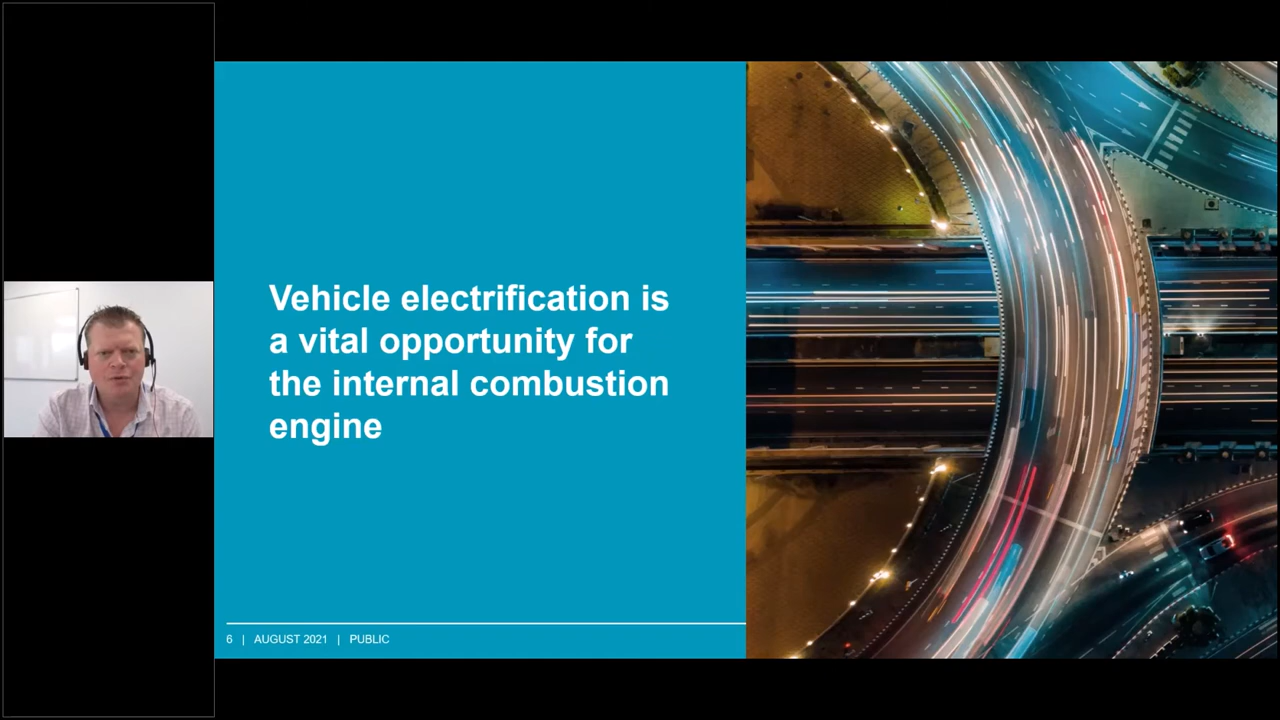 Vehicle electrification is
a vital opportunity for
the internal combustion
engine
6 | AUGUST 2021 | PUBLIC